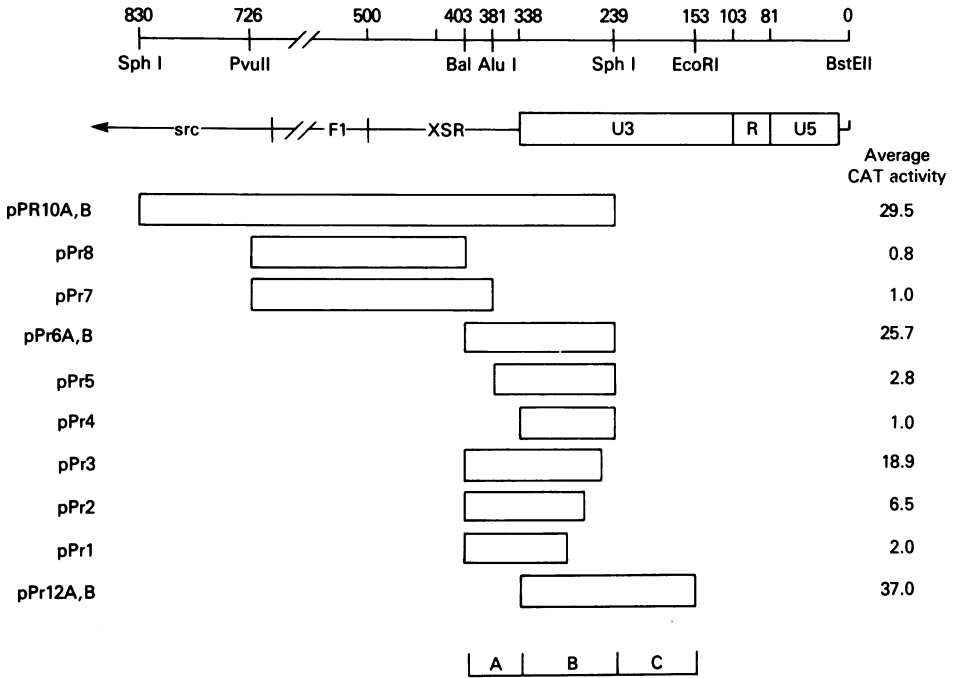 830 726 500 403 381 338 239 153 103 81 0
Sph I PvuII Bal Alu I Sph I EcoRI BstEII
src F1 XSR U3 R U5
Average
CAT activity
pPR10A,B 29.5
pPr8 0.8
pPr7 1.0
pPr6A,B 25.7
pPr5 2.8
pPr4 1.0
pPr3 18.9
pPr2 6.5
pPr1 2.0
pPr12A,B 37.0
A B C